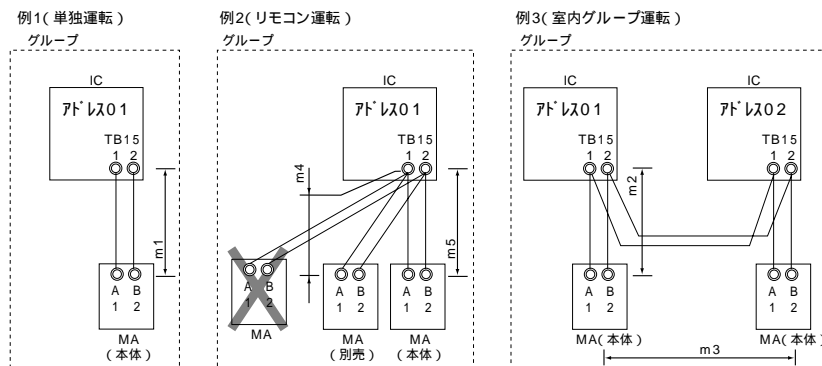 例1(単独運転)
グループ
IC
アドレス01
TB15
1 2
m1
A B
1 2
MA
(本体)
例2(リモコン運転)
グループ
IC
アドレス01
TB15
1 2
m4
m5
A B
1 2
MA
A B
1 2
MA
(別売)
A B
1 2
MA
(本体)
例3(室内グループ運転)
グループ
IC
アドレス01
TB15
1 2
IC
アドレス02
TB15
1 2
m2
A B
1 2
MA(本体)
A B
1 2
MA(本体)
m3